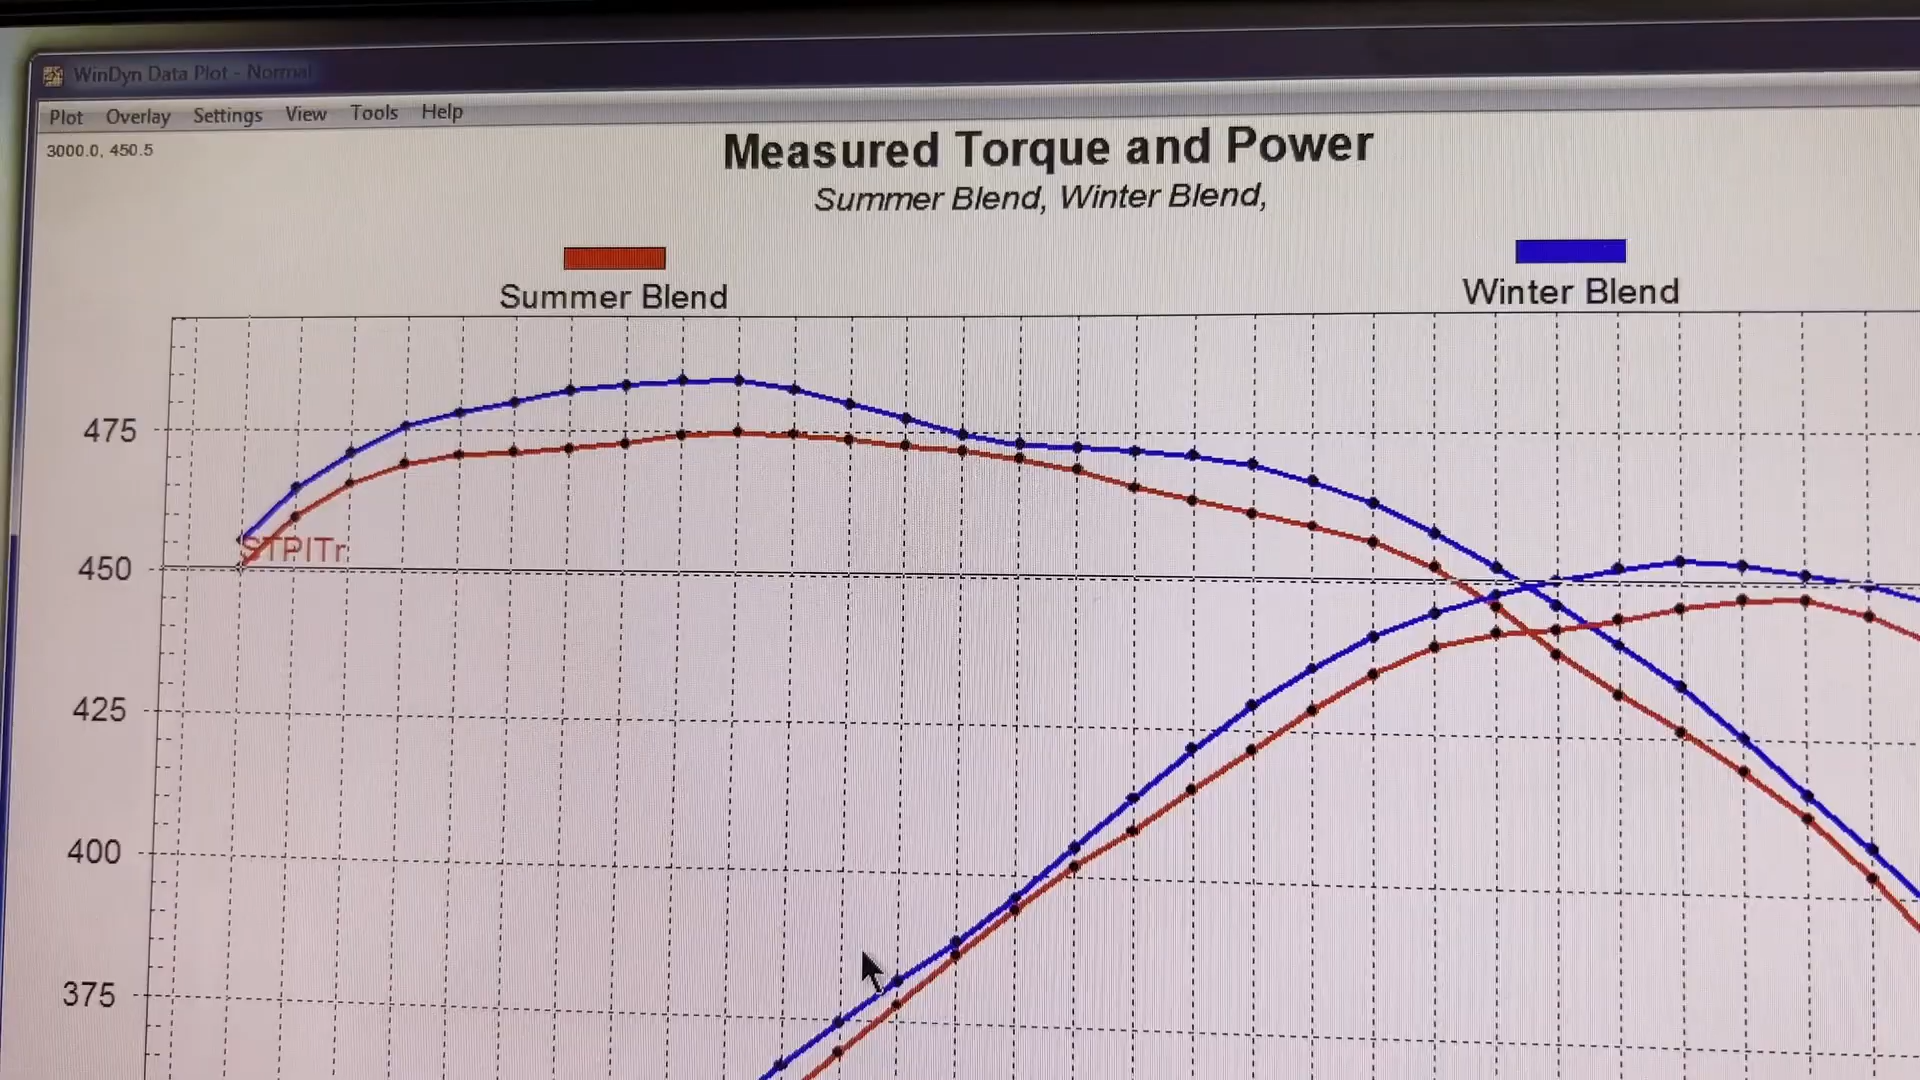 WinDyn Data Plot - Normal
Plot Overlay Settings View Tools Help
3000.0, 450.5
Measured Torque and Power
Summer Blend, Winter Blend,
Summer Blend
Winter Blend
475
STPITr
450
425
400
375